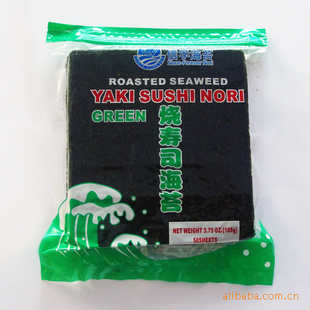 ROASTED SEAWEED
YAKI SUSHI NORI
GREEN
烧寿司海苔
NET WEIGHT 3.75 OZ.(105g)
50SHEETS
alibaba.com.cn